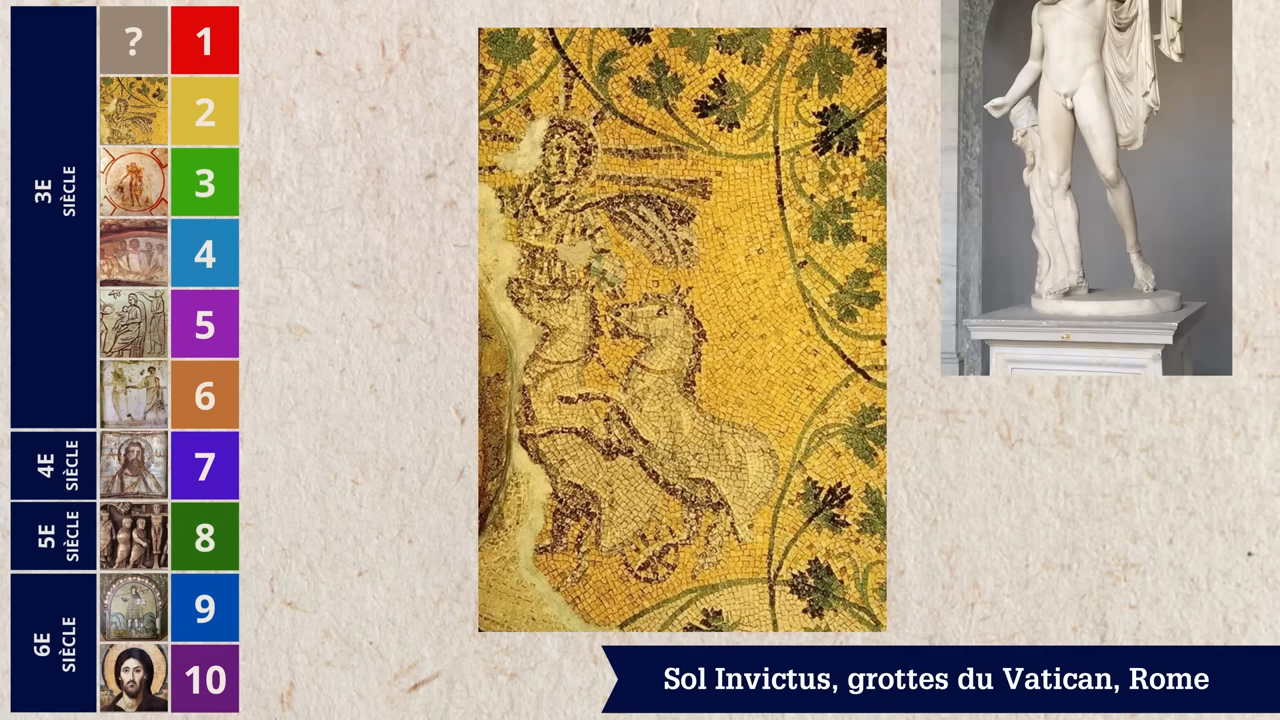 3E
SIÈCLE
4E
SIÈCLE
5E
SIÈCLE
6E
SIÈCLE
?
1
2
3
4
5
6
7
8
9
10
Sol Invictus, grottes du Vatican, Rome